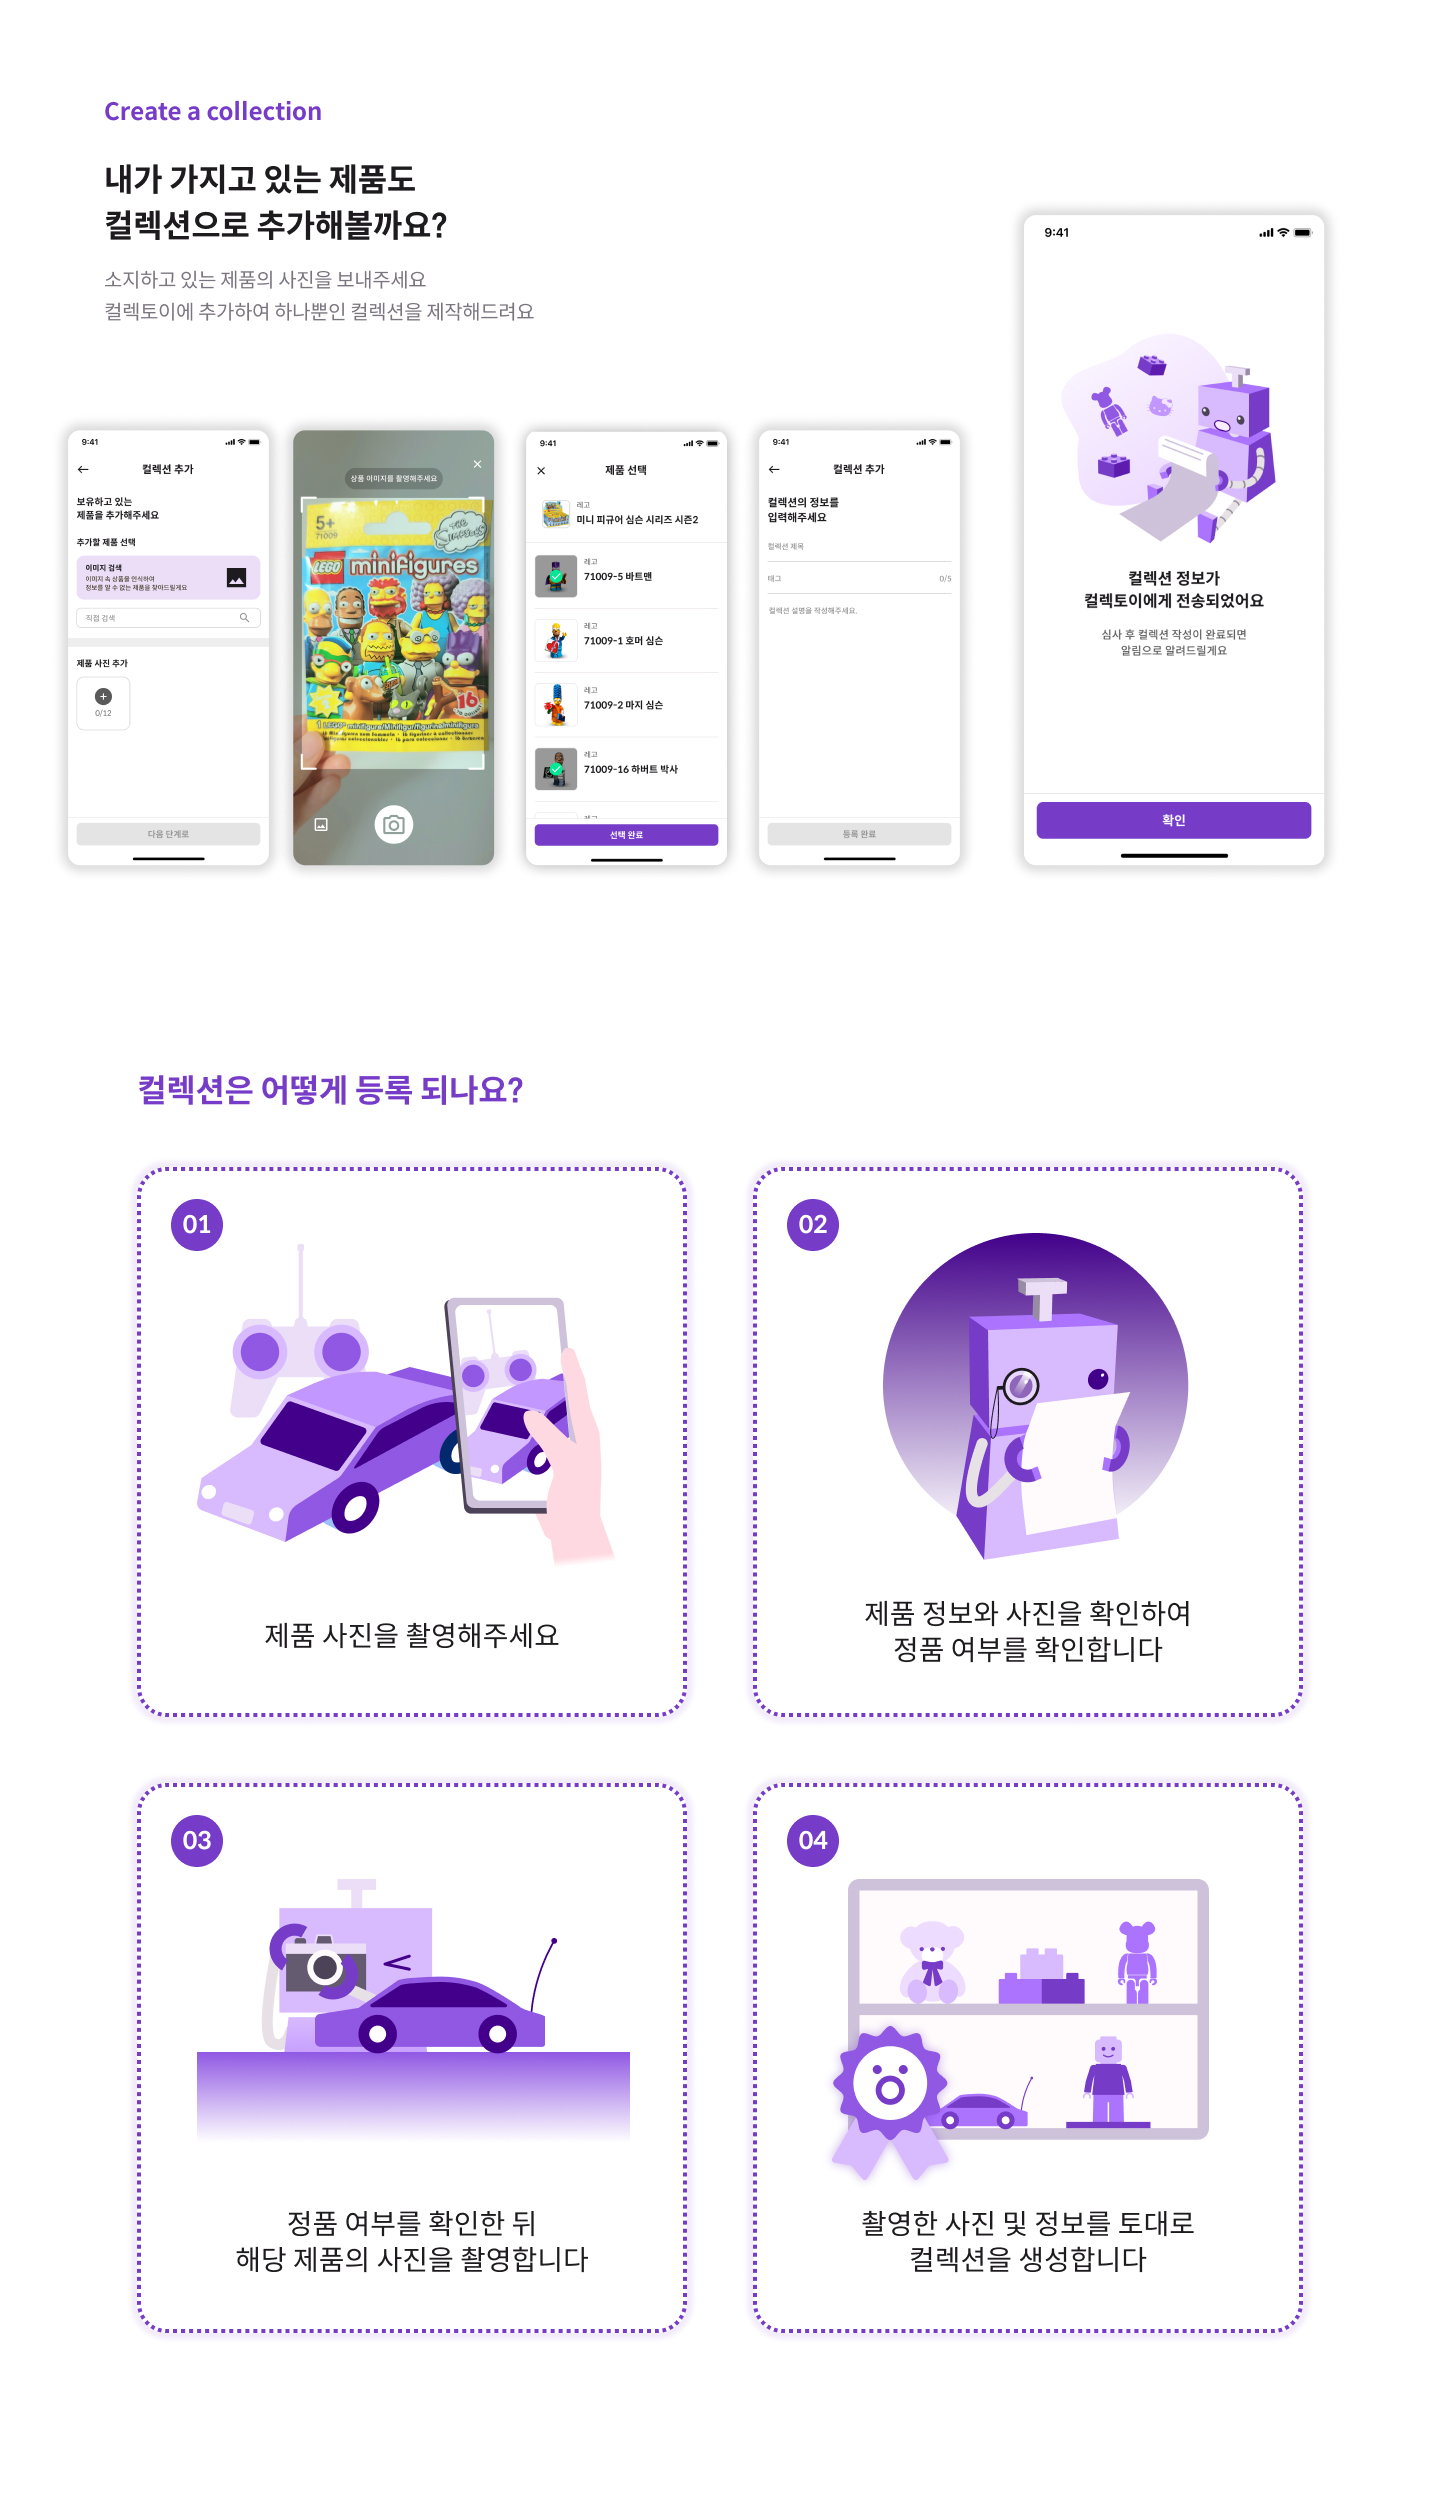 Create a collection
내가 가지고 있는 제품도
컬렉션으로 추가해볼까요?
소지하고 있는 제품의 사진을 보내주세요
컬렉토이에 추가하여 하나뿐인 컬렉션을 제작해드려요
9:41
컬렉션 추가
보유하고 있는
제품을 추가해주세요
추가할 제품 선택
이미지 검색
이미지 속 상품을 인식하여
정보를 알 수 없는 제품을 찾아드릴게요
직접 검색
제품 사진 추가
0/12
다음 단계로
상품 이미지를 촬영해주세요
5+
71009
THE
SIMPSONS
LEGO
minifigures
16
9:41
제품 선택
레고
미니 피규어 심슨 시리즈 시즌2
레고
71009-5 바트맨
레고
71009-1 호머 심슨
레고
71009-2 마지 심슨
레고
71009-16 하버트 박사
레고
선택 완료
9:41
컬렉션 추가
컬렉션의 정보를
입력해주세요
컬렉션 제목
태그 0/5
컬렉션 설명을 작성해주세요.
등록 완료
9:41
컬렉션 정보가
컬렉토이에게 전송되었어요
심사 후 컬렉션 작성이 완료되면
알림으로 알려드릴게요
확인
컬렉션은 어떻게 등록 되나요?
01
제품 사진을 촬영해주세요
02
제품 정보와 사진을 확인하여
정품 여부를 확인합니다
03
정품 여부를 확인한 뒤
해당 제품의 사진을 촬영합니다
04
촬영한 사진 및 정보를 토대로
컬렉션을 생성합니다